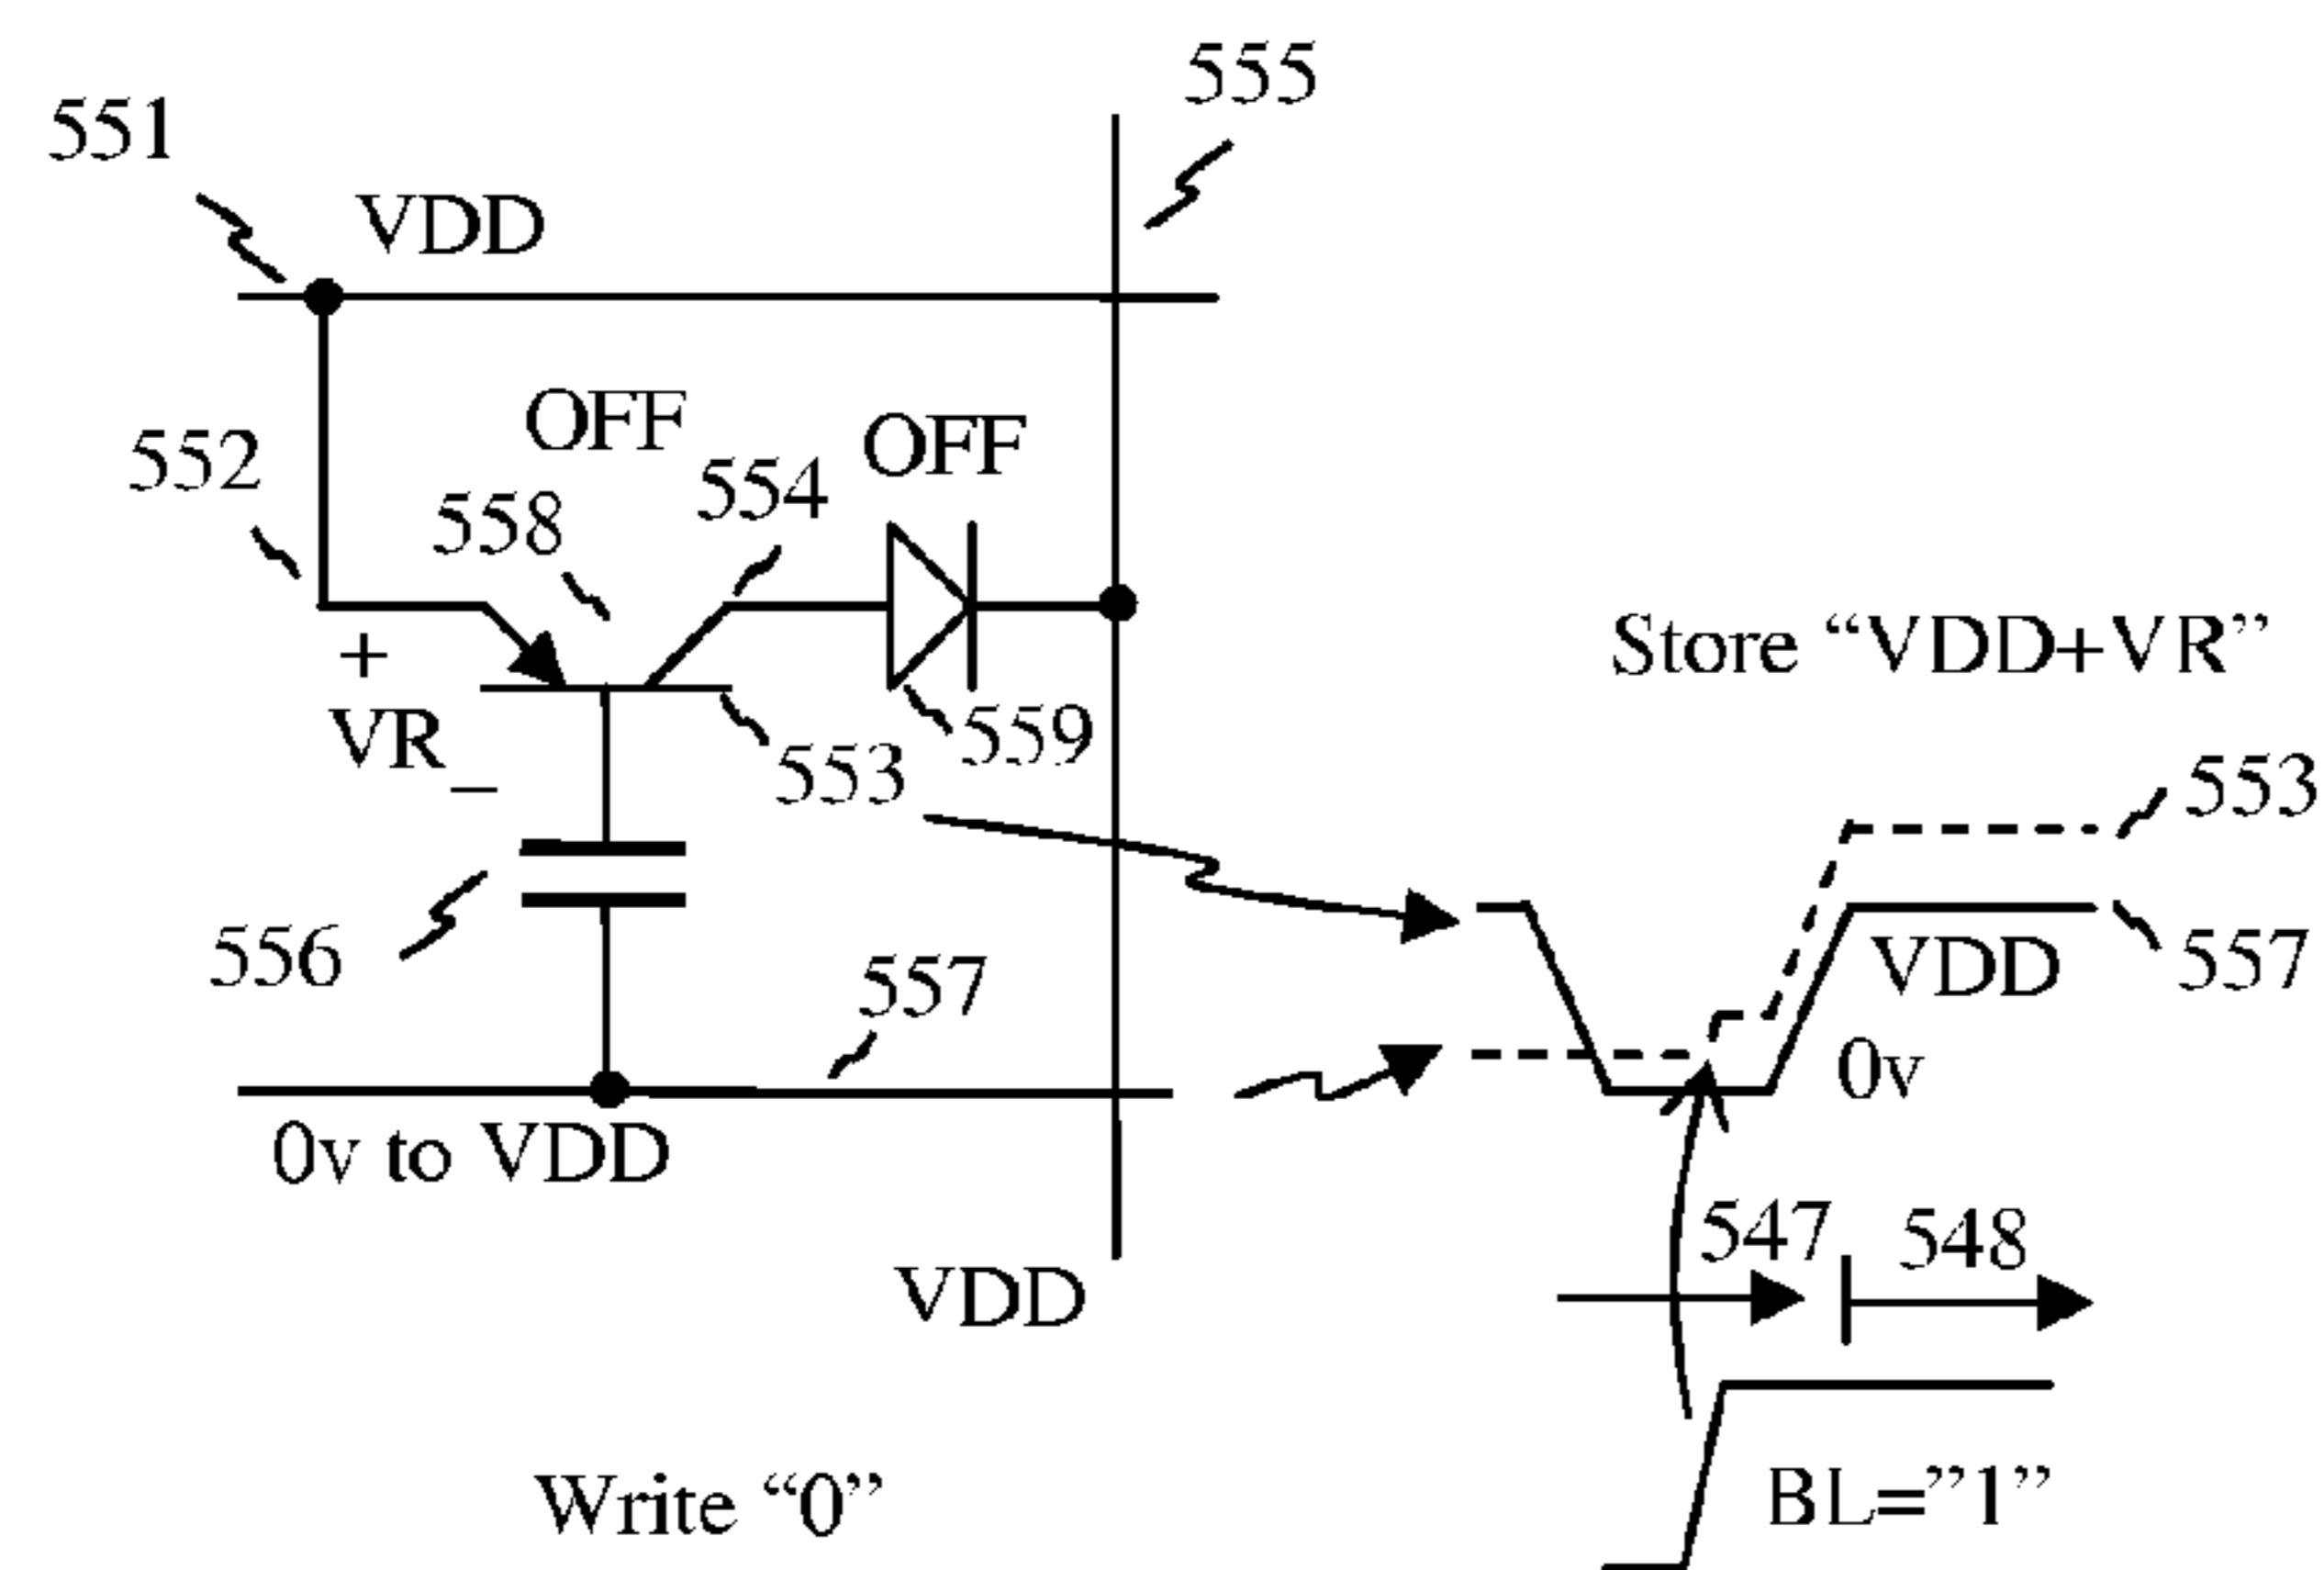 555
551
VDD
OFF
OFF
552
558
554
Store “VDD+VR”
+
VR_
559
553
553
556
557
VDD
557
0v
0v to VDD
547
548
VDD
Write “0”
BL=”1”